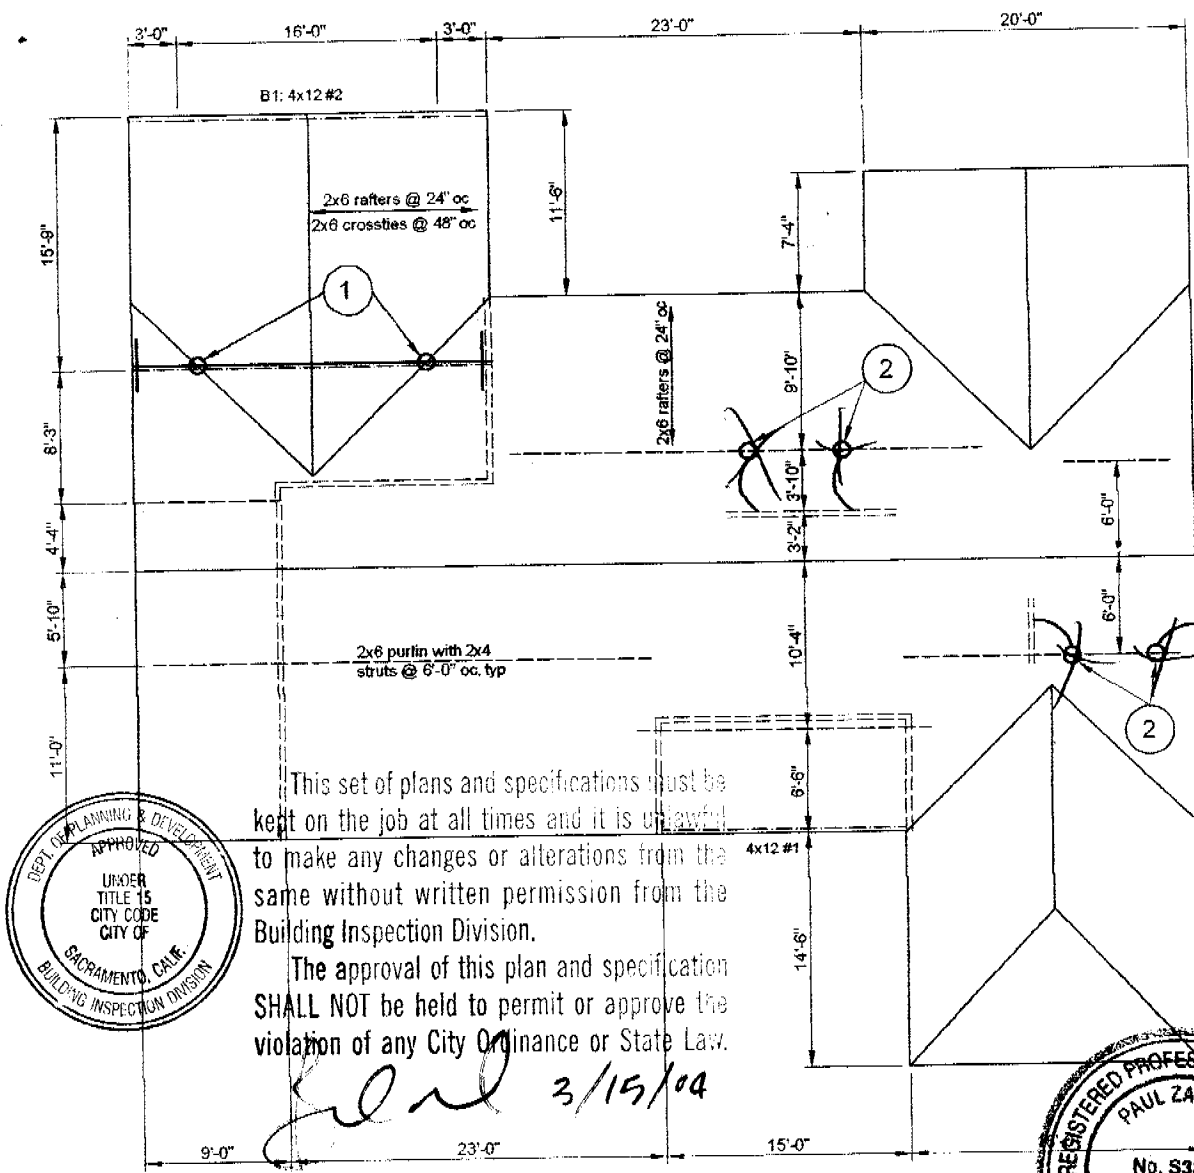 3'-0"
16'-0"
3'-0"
23'-0"
20'-0"
B1: 4x12 #2
2x6 rafters @ 24" oc
2x6 crossties @ 48" oc
15'-9"
11'-6"
7'-4"
1
2x6 rafters @ 24" oc
9'-10"
2
8'-3"
3'-10"
4'-4"
3'-2"
6'-0"
5'-10"
6'-0"
2x6 purlin with 2x4
struts @ 6'-0" oc, typ
10'-4"
2
11'-0"
6'-6"
4x12 #1
14'-6"
This set of plans and specifications must be
kept on the job at all times and it is unlawful
to make any changes or alterations from the
same without written permission from the
Building Inspection Division.
The approval of this plan and specification
SHALL NOT be held to permit or approve the
violation of any City Ordinance or State Law.
3/15/04
DEPT. OF PLANNING & DEVELOPMENT
APPROVED
UNDER
TITLE 15
CITY CODE
CITY OF
SACRAMENTO, CALIF.
BUILDING INSPECTION DIVISION
9'-0"
23'-0"
15'-0"
REGISTERED PROFES
PAUL ZA
No. S